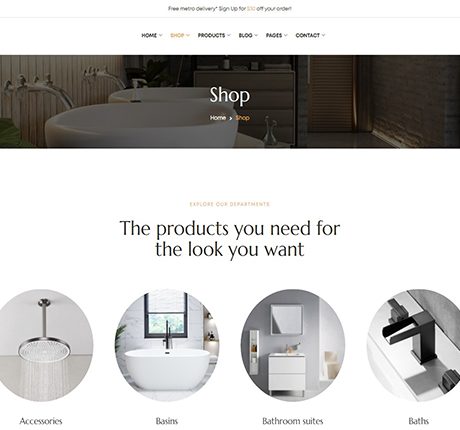 Free metro delivery* Sign Up for $10 off your order!
HOME SHOP PRODUCTS BLOG PAGES CONTACT
Shop
Home > Shop
EXPLORE OUR DEPARTMENTS
The products you need for
the look you want
Accessories Basins Bathroom suites Baths